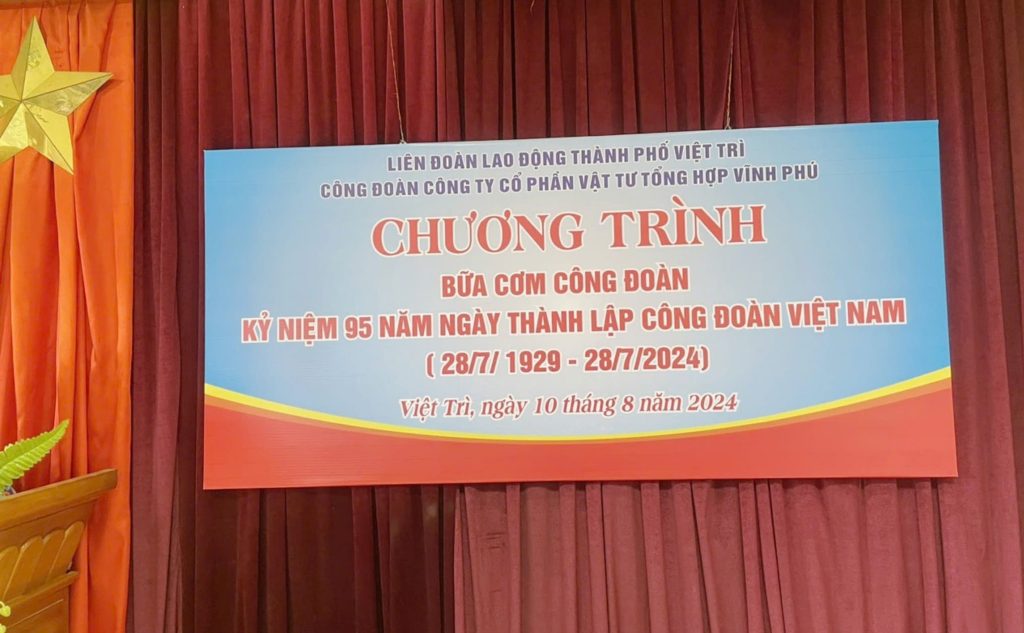 LIÊN ĐOÀN LAO ĐỘNG THÀNH PHỐ VIỆT TRÌ
CÔNG ĐOÀN CÔNG TY CỔ PHẦN VẬT TƯ TỔNG HỢP VĨNH PHÚ
CHƯƠNG TRÌNH
BỮA CƠM CÔNG ĐOÀN
KỶ NIỆM 95 NĂM NGÀY THÀNH LẬP CÔNG ĐOÀN VIỆT NAM
( 28/7/ 1929 - 28/7/2024)
Việt Trì, ngày 10 tháng 8 năm 2024